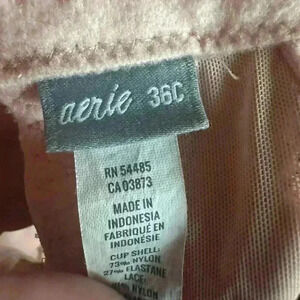 aerie 36C
RN 54485
CA 03873
MADE IN
INDONESIA
FABRIQUÉ EN
INDONÉSIE
CUP SHELL:
73% NYLON
27% ELASTANE
LACE:
NYLON